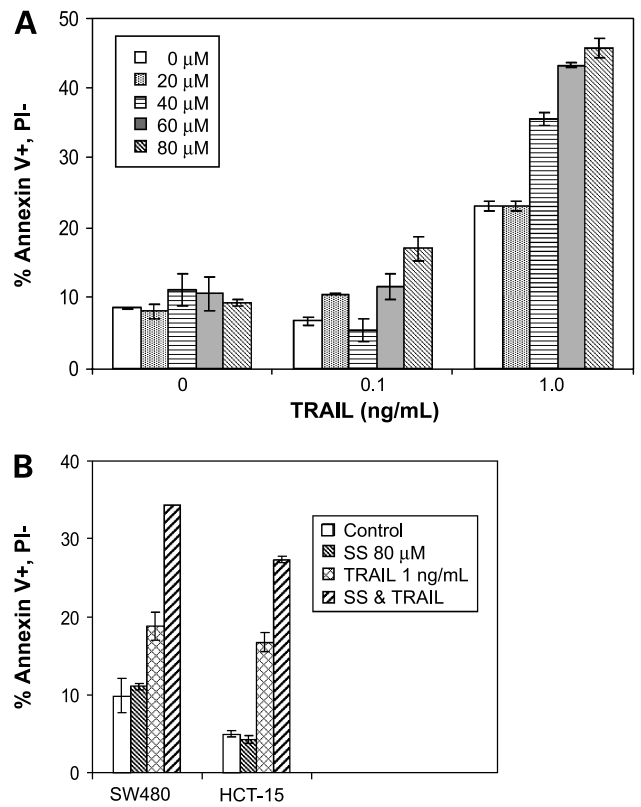 A
50
40
30
20
10
0
% Annexin V+, PI-
0 μM
20 μM
40 μM
60 μM
80 μM
0
0.1
1.0
TRAIL (ng/mL)
B
40
30
20
10
0
% Annexin V+, PI-
Control
SS 80 μM
TRAIL 1 ng/mL
SS & TRAIL
SW480
HCT-15